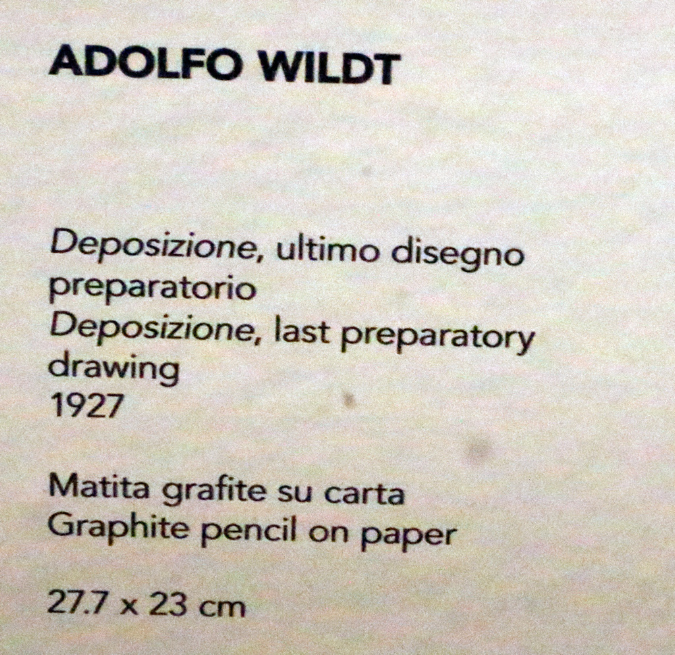 ADOLFO WILDT
Deposizione, ultimo disegno
preparatorio
Deposizione, last preparatory
drawing
1927
Matita grafite su carta
Graphite pencil on paper
27.7 x 23 cm